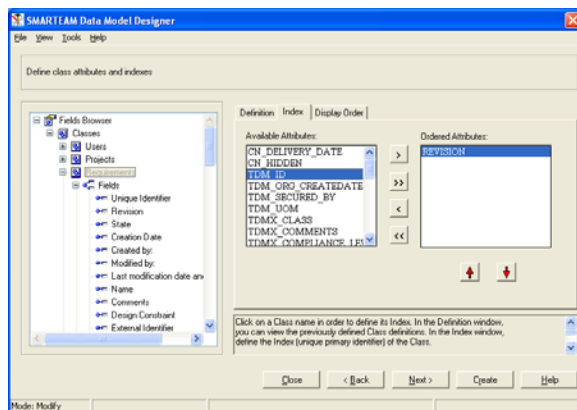 SMARTEAM Data Model Designer
File View Tools Help
Define class attributes and indexes
Fields Browser
Classes
Users
Projects
Requirements
Fields
Unique Identifier
Revision
State
Creation Date
Created by:
Modified by:
Last modification date an
Name
Comments
Design Constraint
External Identifier
Definition Index Display Order
Available Attributes:
CN_DELIVERY_DATE
CN_HIDDEN
TDM_ID
TDM_ORG_CREATEDATE
TDM_SECURED_BY
TDM_UOM
TDMX_CLASS
TDMX_COMMENTS
TDMX_COMPLIANCE_LEV
>
>>
<
<<
Ordered Attributes:
REVISION
Click on a Class name in order to define its Index. In the Definition window,
you can view the previously defined Class definitions. In the Index window,
define the Index (unique primary identifier) of the Class.
Close < Back Next > Create Help
Mode: Modify